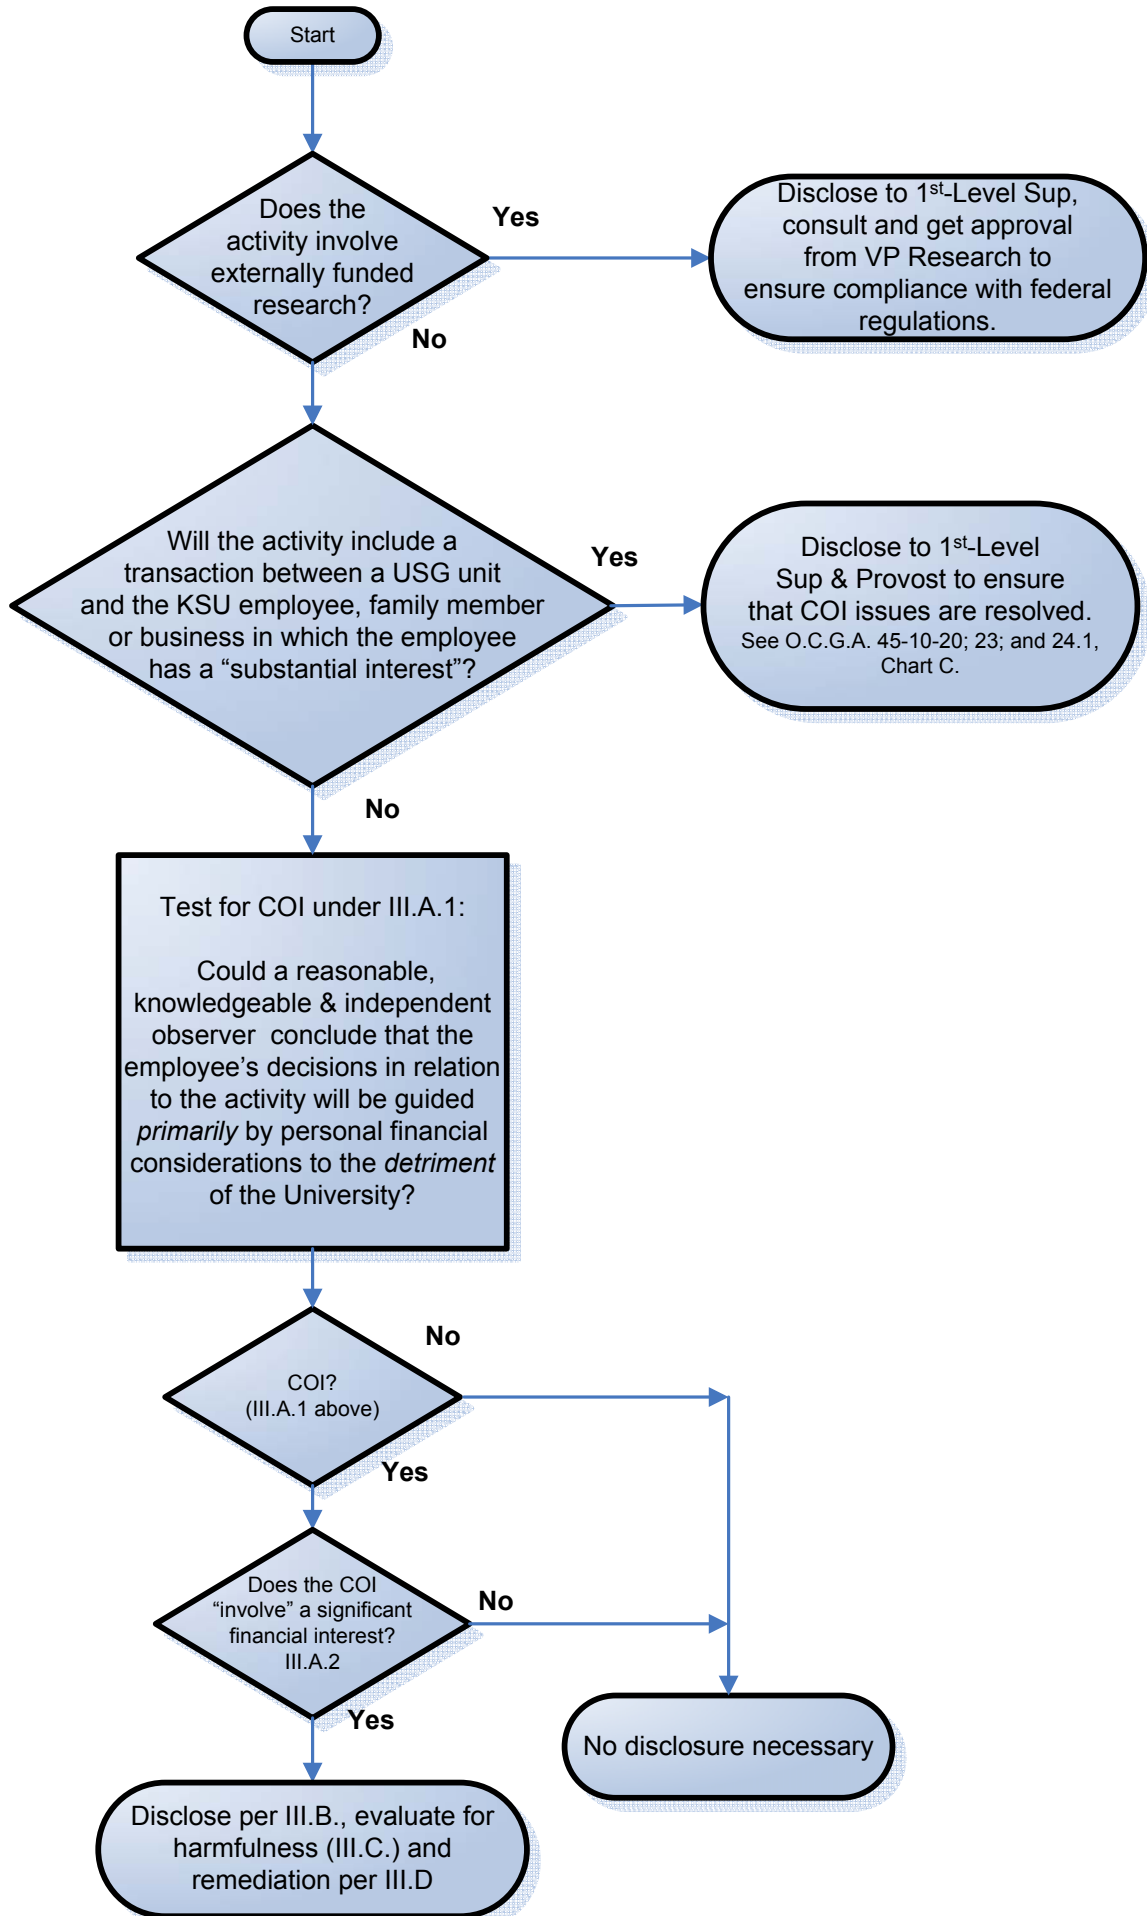 Start
Does the
activity involve
externally funded
research?
Yes
Disclose to 1st-Level Sup,
consult and get approval
from VP Research to
ensure compliance with federal
regulations.
No
Will the activity include a
transaction between a USG unit
and the KSU employee, family member
or business in which the employee
has a “substantial interest”?
Yes
Disclose to 1st-Level
Sup & Provost to ensure
that COI issues are resolved.
See O.C.G.A. 45-10-20; 23; and 24.1,
Chart C.
No
Test for COI under III.A.1:
Could a reasonable,
knowledgeable & independent
observer conclude that the
employee’s decisions in relation
to the activity will be guided
primarily by personal financial
considerations to the detriment
of the University?
No
COI?
(III.A.1 above)
Yes
Does the COI
“involve” a significant
financial interest?
III.A.2
No
Yes
No disclosure necessary
Disclose per III.B., evaluate for
harmfulness (III.C.) and
remediation per III.D